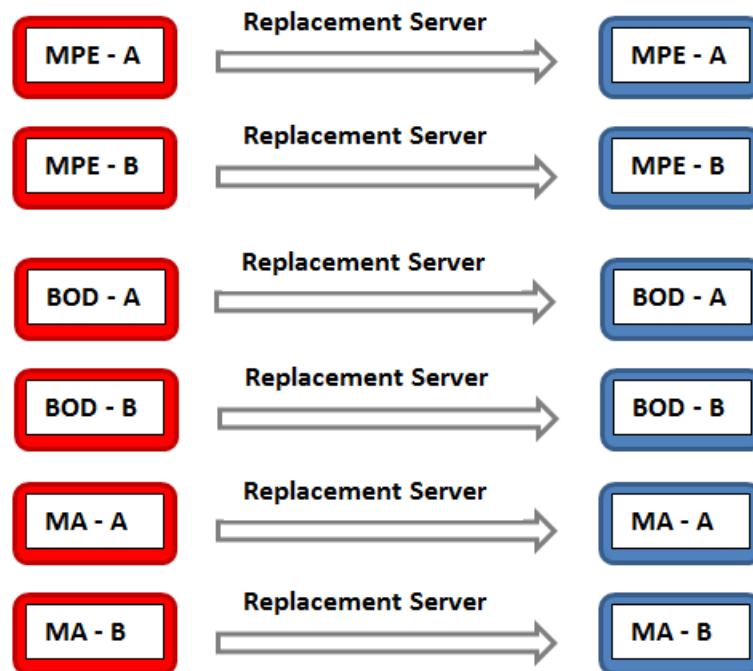 Replacement Server
MPE - A
MPE - A
Replacement Server
MPE - B
MPE - B
Replacement Server
BOD - A
BOD - A
Replacement Server
BOD - B
BOD - B
Replacement Server
MA - A
MA - A
Replacement Server
MA - B
MA - B